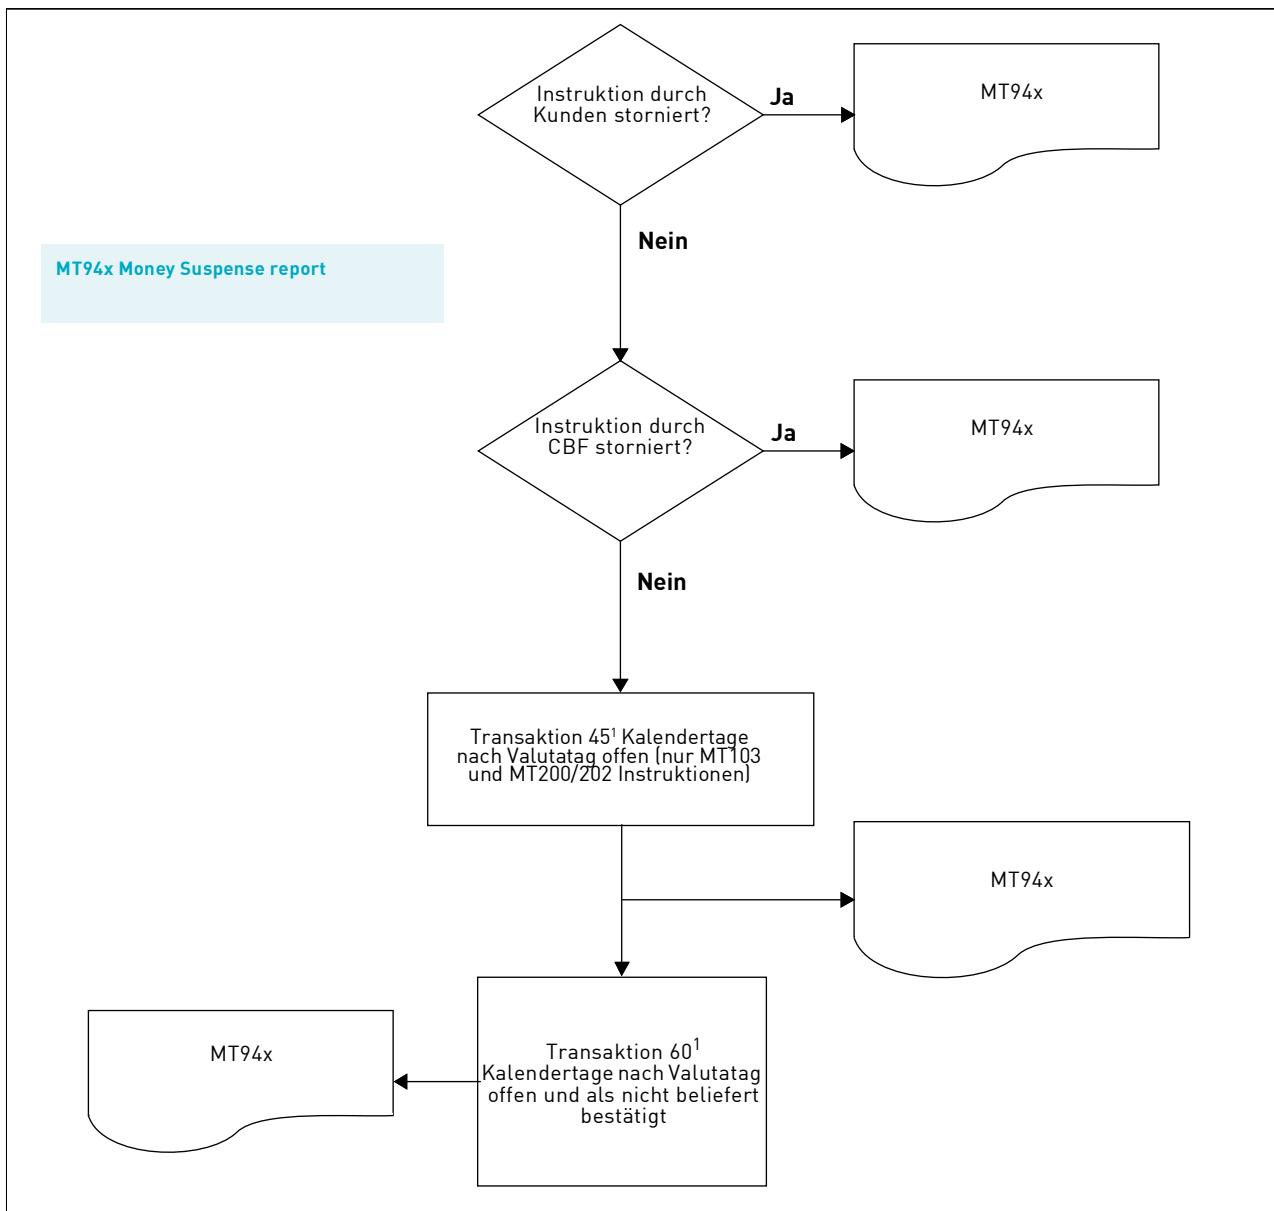 Instruktion durch
Kunden storniert?
Ja
MT94x
Nein
MT94x Money Suspense report
Instruktion durch
CBF storniert?
Ja
MT94x
Nein
Transaktion 45¹ Kalendertage
nach Valutatag offen (nur MT103
und MT200/202 Instruktionen)
MT94x
MT94x
Transaktion 60¹
Kalendertage nach Valutatag
offen und als nicht beliefert
bestätigt